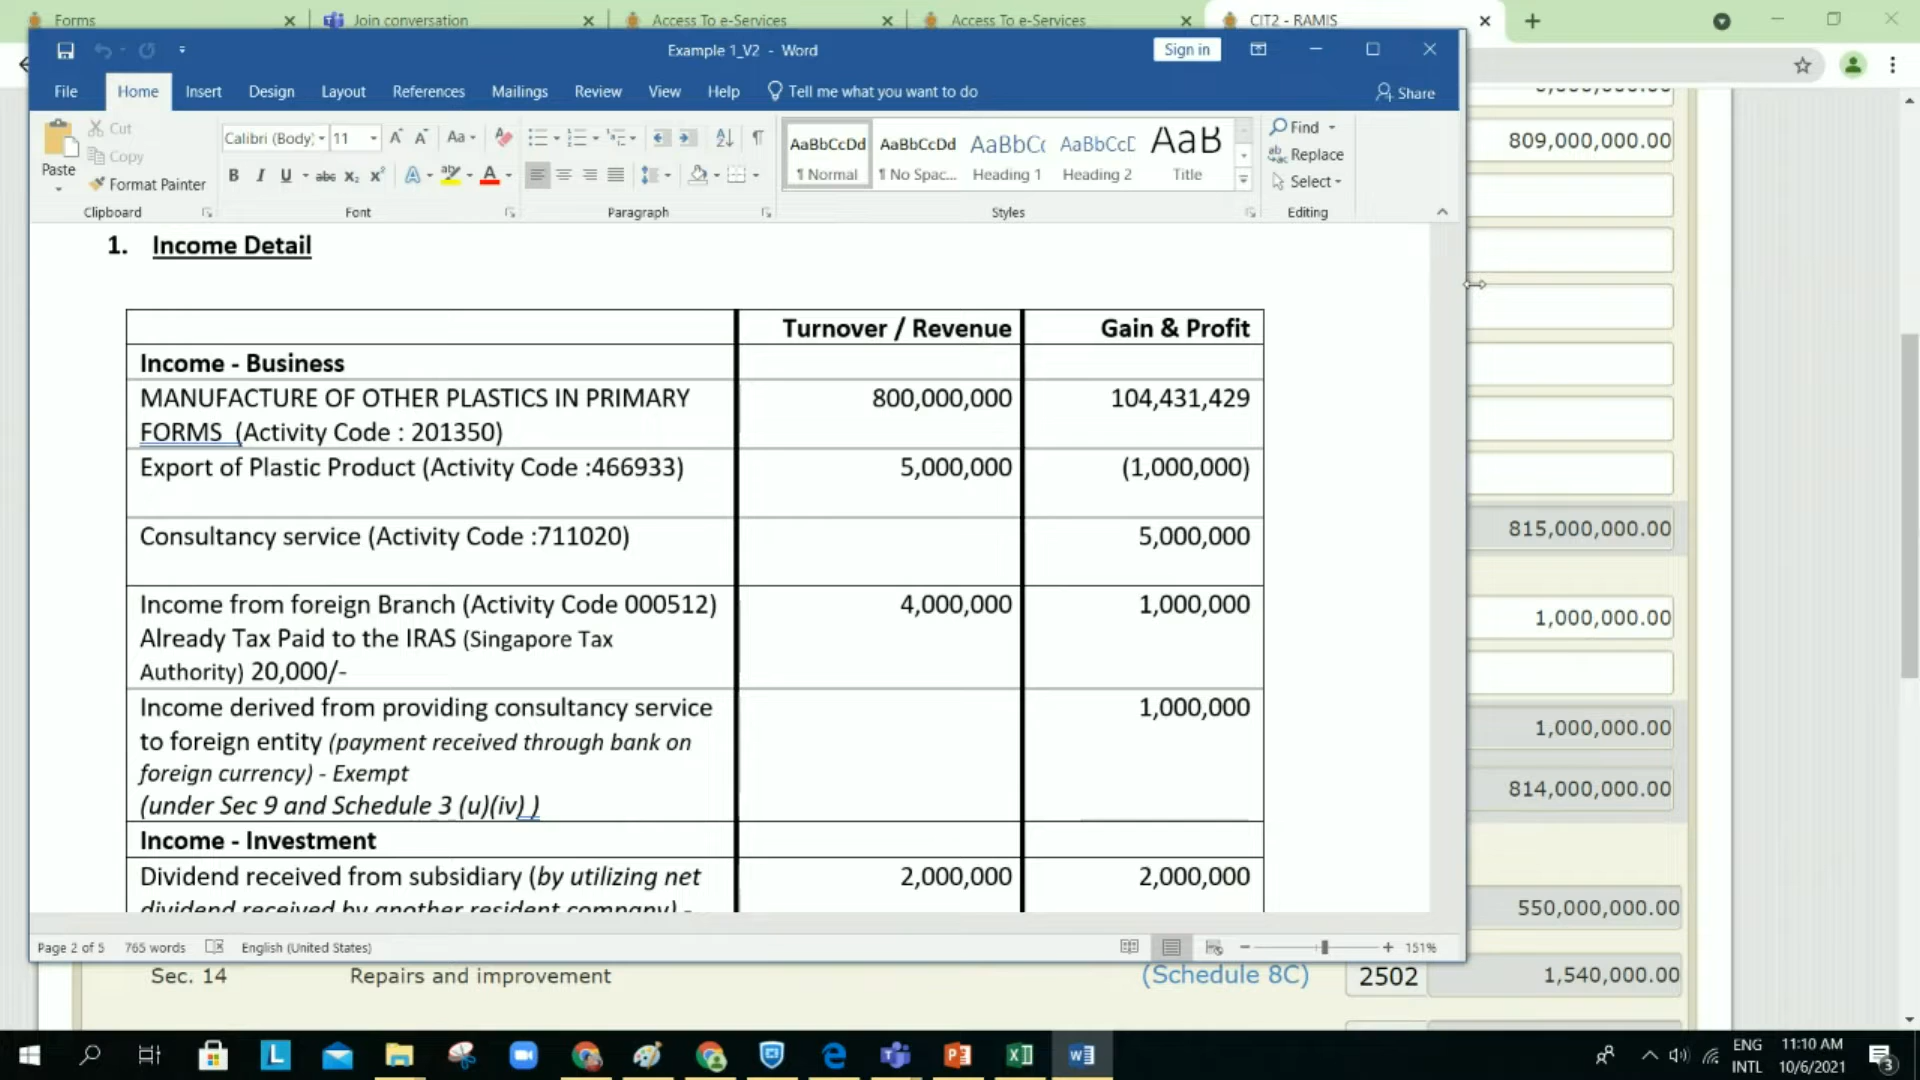 Forms
Join conversation
Access To e-Services
Access To e-Services
CIT2 - RAMIS
Example 1_V2 - Word
Sign in
File
Home
Insert
Design
Layout
References
Mailings
Review
View
Help
Tell me what you want to do
Share
Paste
Cut
Copy
Format Painter
Clipboard
Calibri (Body)
11
Font
Paragraph
AaBbCcDd
¶ Normal
AaBbCcDd
¶ No Spac...
AaBbC
Heading 1
AaBbCcD
Heading 2
AaB
Title
Styles
Find
Replace
Select
Editing
1. Income Detail
Turnover / Revenue Gain & Profit
Income - Business
MANUFACTURE OF OTHER PLASTICS IN PRIMARY 800,000,000 104,431,429
FORMS (Activity Code : 201350)
Export of Plastic Product (Activity Code :466933) 5,000,000 (1,000,000)
Consultancy service (Activity Code :711020) 5,000,000
Income from foreign Branch (Activity Code 000512) 4,000,000 1,000,000
Already Tax Paid to the IRAS (Singapore Tax
Authority) 20,000/-
Income derived from providing consultancy service 1,000,000
to foreign entity (payment received through bank on
foreign currency) - Exempt
(under Sec 9 and Schedule 3 (u)(iv) )
Income - Investment
Dividend received from subsidiary (by utilizing net 2,000,000 2,000,000
dividend received by another resident company) -
Page 2 of 5
765 words
English (United States)
151%
809,000,000.00
815,000,000.00
1,000,000.00
1,000,000.00
814,000,000.00
550,000,000.00
Sec. 14 Repairs and improvement (Schedule 8C) 2502 1,540,000.00
ENG
INTL
11:10 AM
10/6/2021
3